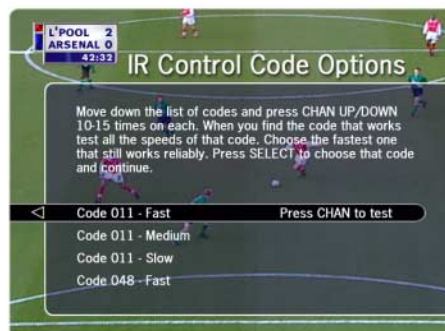 L'POOL 2
ARSENAL 0
42:32
IR Control Code Options
Move down the list of codes and press CHAN UP/DOWN
10-15 times on each. When you find the code that works
test all the speeds of that code. Choose the fastest one
that still works reliably. Press SELECT to choose that code
and continue.
Code 011 - Fast Press CHAN to test
Code 011 - Medium
Code 011 - Slow
Code 048 - Fast